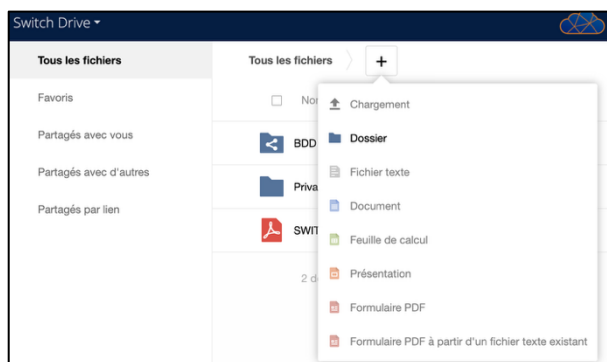 Switch Drive
Tous les fichiers
Favoris
Partagés avec vous
Partagés avec d'autres
Partagés par lien
Tous les fichiers
+
Chargement
Dossier
Fichier texte
Document
Feuille de calcul
Présentation
Formulaire PDF
Formulaire PDF à partir d'un fichier texte existant
BDD